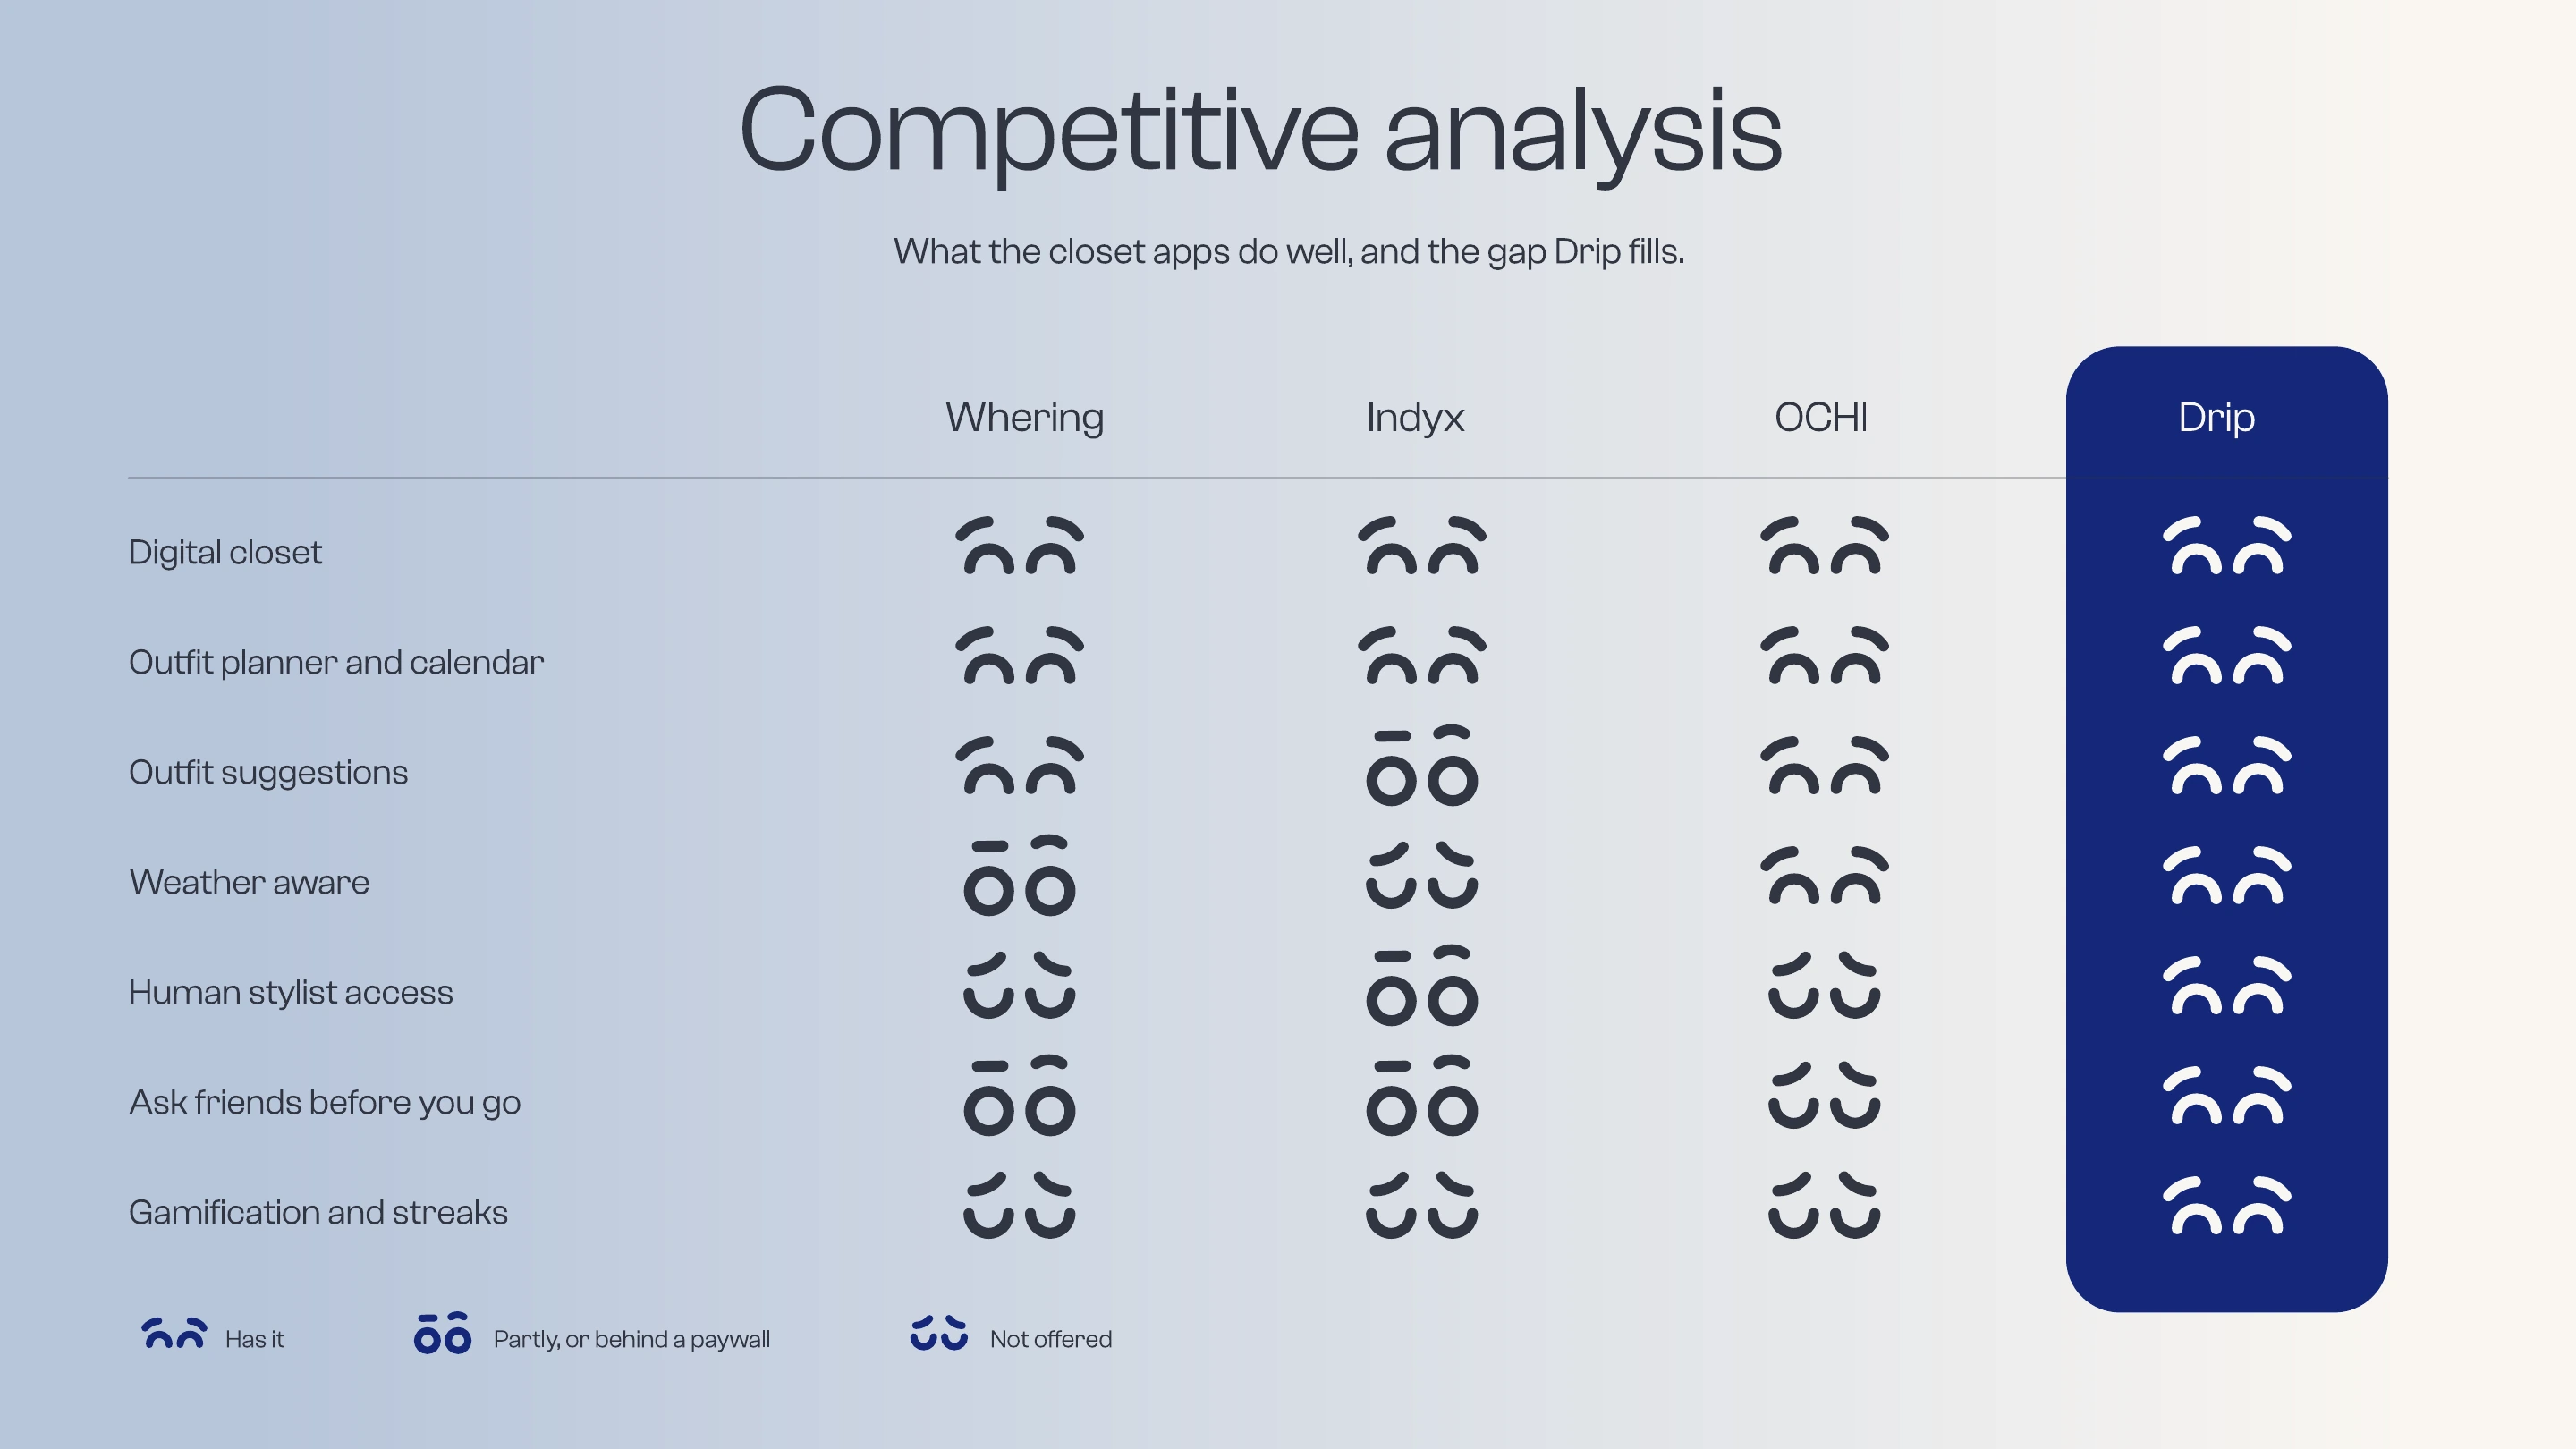 Competitive analysis
What the closet apps do well, and the gap Drip fills.
Whering Indyx OCHI Drip
Digital closet
Outfit planner and calendar
Outfit suggestions
Weather aware
Human stylist access
Ask friends before you go
Gamification and streaks
Has it Partly, or behind a paywall Not offered